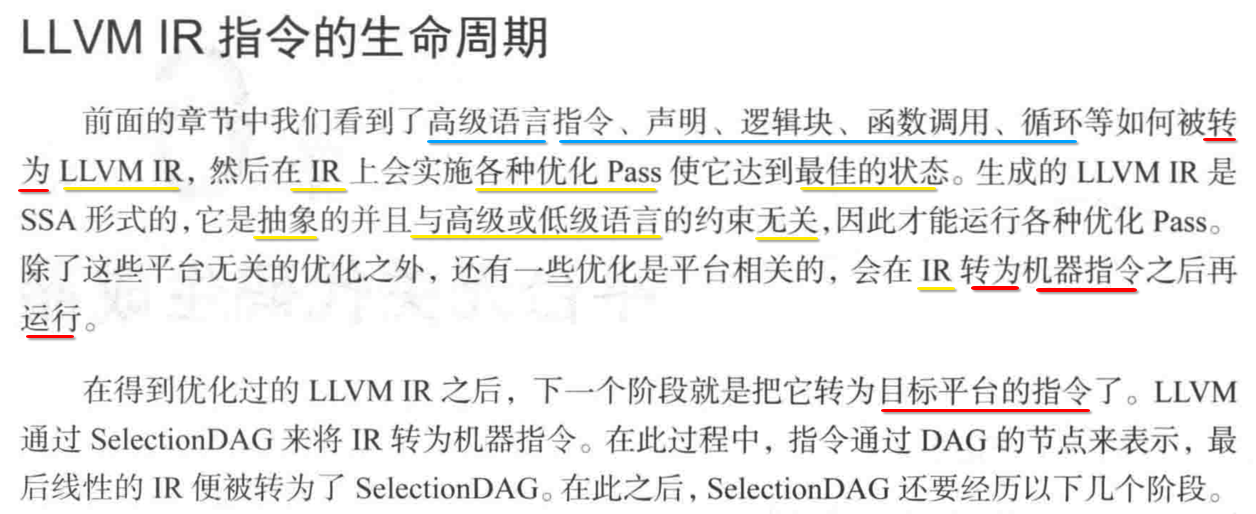 LLVM IR 指令的生命周期
前面的章节中我们看到了高级语言指令、声明、逻辑块、函数调用、循环等如何被转
为 LLVM IR，然后在 IR 上会实施各种优化 Pass 使它达到最佳的状态。生成的 LLVM IR 是
SSA 形式的，它是抽象的并且与高级或低级语言的约束无关，因此才能运行各种优化 Pass。
除了这些平台无关的优化之外，还有一些优化是平台相关的，会在 IR 转为机器指令之后再
运行。
在得到优化过的 LLVM IR 之后，下一个阶段就是把它转为目标平台的指令了。LLVM
通过 SelectionDAG 来将 IR 转为机器指令。在此过程中，指令通过 DAG 的节点来表示，最
后线性的 IR 便被转为了 SelectionDAG。在此之后，SelectionDAG 还要经历以下几个阶段。